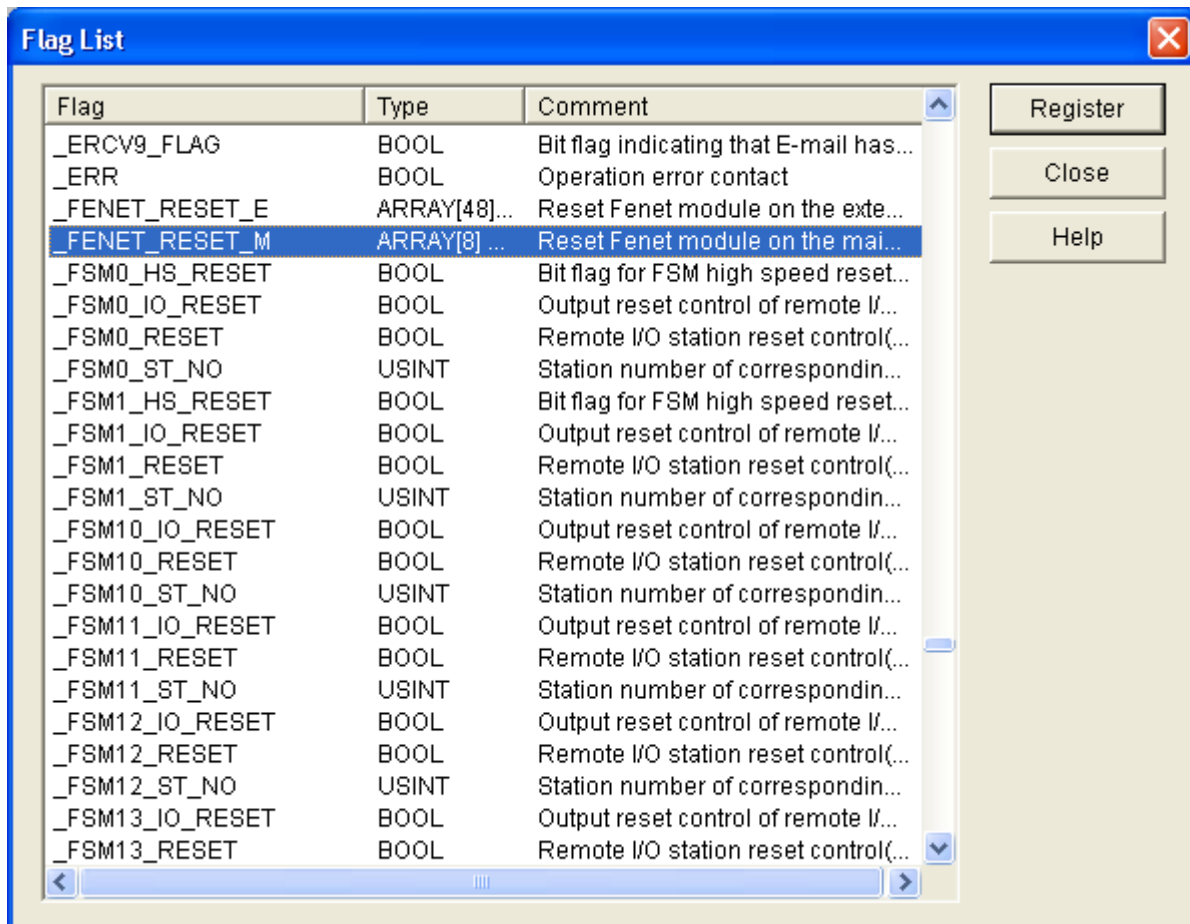 Flag List
Flag Type Comment
_ERCV9_FLAG BOOL Bit flag indicating that E-mail has...
_ERR BOOL Operation error contact
_FENET_RESET_E ARRAY[48]... Reset Fenet module on the exte...
_FENET_RESET_M ARRAY[8] ... Reset Fenet module on the mai...
_FSM0_HS_RESET BOOL Bit flag for FSM high speed reset...
_FSM0_IO_RESET BOOL Output reset control of remote I/...
_FSM0_RESET BOOL Remote I/O station reset control(...
_FSM0_ST_NO USINT Station number of correspondin...
_FSM1_HS_RESET BOOL Bit flag for FSM high speed reset...
_FSM1_IO_RESET BOOL Output reset control of remote I/...
_FSM1_RESET BOOL Remote I/O station reset control(...
_FSM1_ST_NO USINT Station number of correspondin...
_FSM10_IO_RESET BOOL Output reset control of remote I/...
_FSM10_RESET BOOL Remote I/O station reset control(...
_FSM10_ST_NO USINT Station number of correspondin...
_FSM11_IO_RESET BOOL Output reset control of remote I/...
_FSM11_RESET BOOL Remote I/O station reset control(...
_FSM11_ST_NO USINT Station number of correspondin...
_FSM12_IO_RESET BOOL Output reset control of remote I/...
_FSM12_RESET BOOL Remote I/O station reset control(...
_FSM12_ST_NO USINT Station number of correspondin...
_FSM13_IO_RESET BOOL Output reset control of remote I/...
_FSM13_RESET BOOL Remote I/O station reset control(...
Register
Close
Help